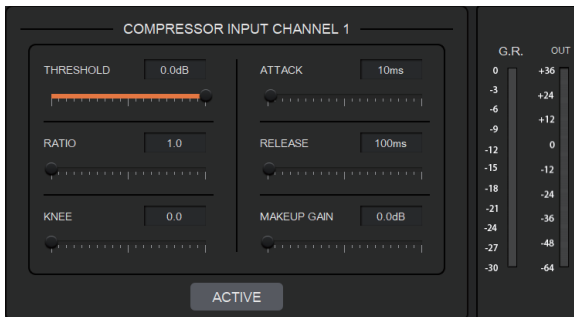 COMPRESSOR INPUT CHANNEL 1
THRESHOLD 0.0dB
ATTACK 10ms
RATIO 1.0
RELEASE 100ms
KNEE 0.0
MAKEUP GAIN 0.0dB
ACTIVE
G.R. OUT
0 +36
-3
+24
-6
+12
-9
0
-12
-15 -12
-18
-24
-21
-36
-24
-27 -48
-30 -64